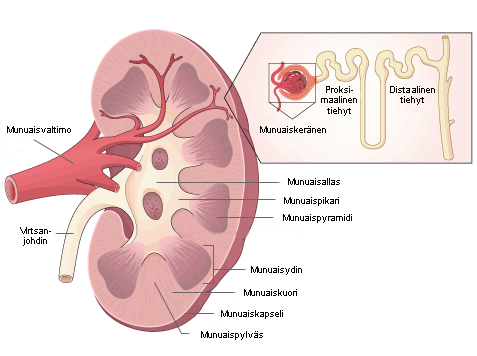 Proksi-
maalinen
tiehyt
Distaalinen
tiehyt
Munuaiskeränen
Munuaisvaltimo
Munuaisallas
Munuaispikari
Munuaispyramidi
Virtsan-
johdin
Munuaisydin
Munuaiskuori
Munuaiskapseli
Munuaispylväs